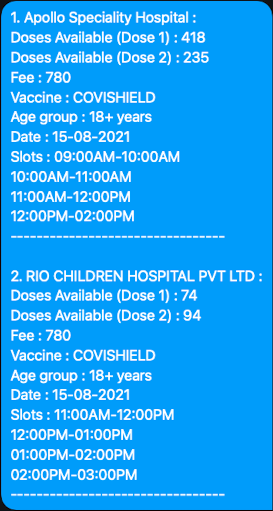 1. Apollo Speciality Hospital :
Doses Available (Dose 1) : 418
Doses Available (Dose 2) : 235
Fee : 780
Vaccine : COVISHIELD
Age group : 18+ years
Date : 15-08-2021
Slots : 09:00AM-10:00AM
10:00AM-11:00AM
11:00AM-12:00PM
12:00PM-02:00PM
---------------------------------
2. RIO CHILDREN HOSPITAL PVT LTD :
Doses Available (Dose 1) : 74
Doses Available (Dose 2) : 94
Fee : 780
Vaccine : COVISHIELD
Age group : 18+ years
Date : 15-08-2021
Slots : 11:00AM-12:00PM
12:00PM-01:00PM
01:00PM-02:00PM
02:00PM-03:00PM
---------------------------------